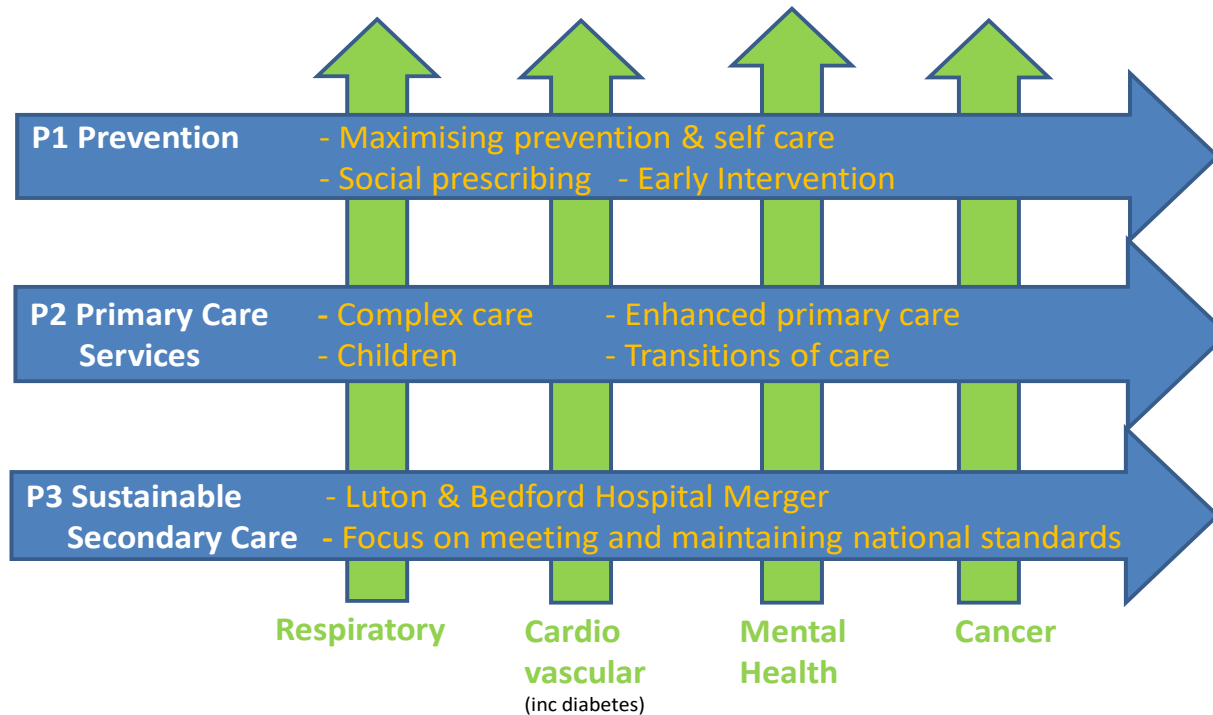 P1 Prevention - Maximising prevention & self care
- Social prescribing - Early Intervention
P2 Primary Care - Complex care - Enhanced primary care
Services - Children - Transitions of care
P3 Sustainable - Luton & Bedford Hospital Merger
Secondary Care - Focus on meeting and maintaining national standards
Respiratory Cardio Mental Cancer
vascular Health
(inc diabetes)